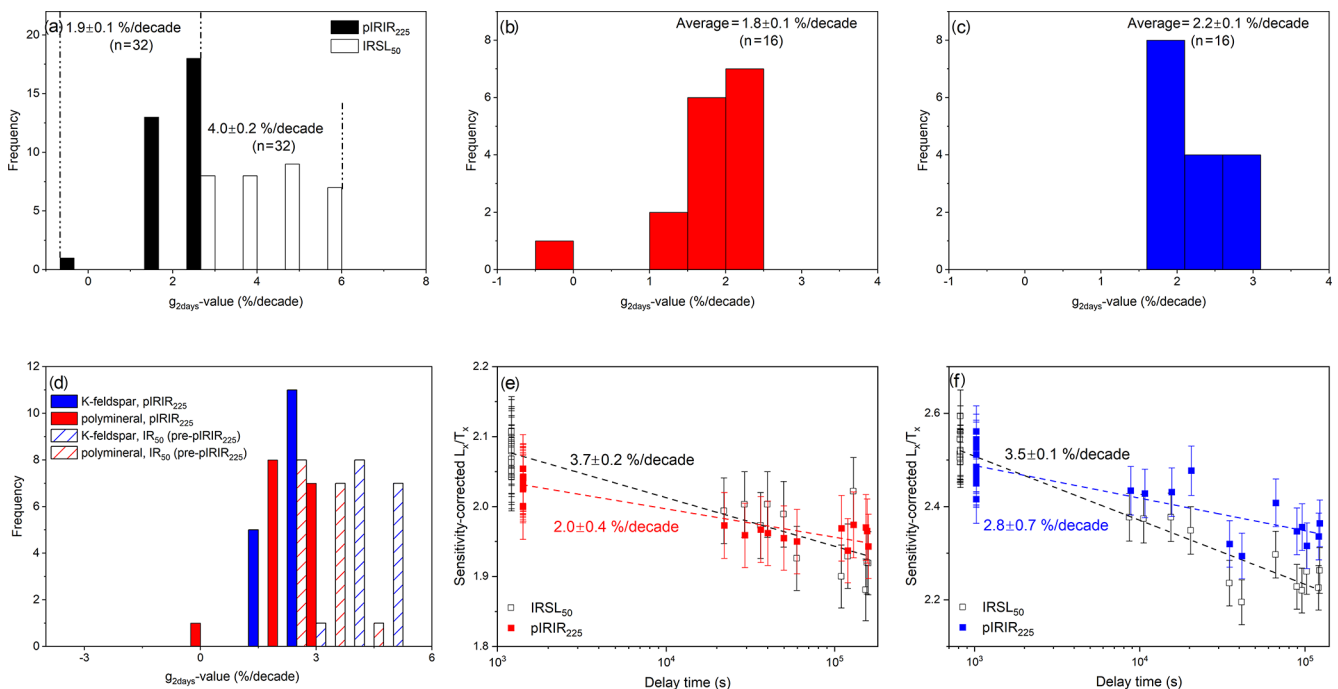 (a) 1.9±0.1 %/decade
(n=32)
pIRIR225
IRSL50
4.0±0.2 %/decade
(n=32)
20
15
10
5
0
Frequency
0 2 4 6 8
g2days-value (%/decade)
(b)
Average=1.8±0.1 %/decade
(n=16)
8
6
4
2
0
Frequency
-1 0 1 2 3 4
g2days-value (%/decade)
(c)
Average=2.2±0.1 %/decade
(n=16)
8
6
4
2
0
Frequency
-1 0 1 2 3 4
g2days-value (%/decade)
(d)
K-feldspar, pIRIR225
polymineral, pIRIR225
K-feldspar, IR50 (pre-pIRIR225)
polymineral, IR50 (pre-pIRIR225)
12
10
8
6
4
2
0
Frequency
-3 0 3 6
g2days-value (%/decade)
(e)
3.7±0.2 %/decade
2.0±0.4 %/decade
IRSL50
pIRIR225
2.2
2.1
2.0
1.9
1.8
Sensitivity-corrected Lx/Tx
10^3 10^4 10^5
Delay time (s)
(f)
3.5±0.1 %/decade
2.8±0.7 %/decade
IRSL50
pIRIR225
2.6
2.4
2.2
Sensitivity-corrected Lx/Tx
10^3 10^4 10^5
Delay time (s)